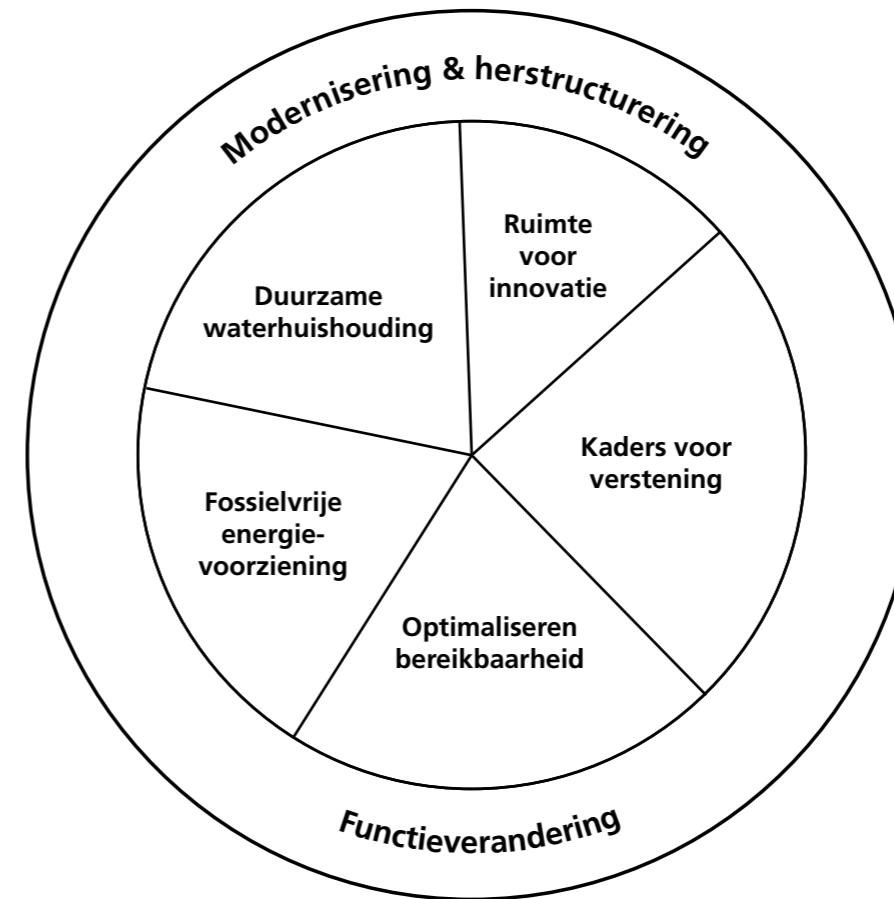 Modernisering & herstructurering
Ruimte
voor
innovatie
Duurzame
waterhuishouding
Kaders voor
verstening
Fossielvrije
energie-
voorziening
Optimaliseren
bereikbaarheid
Functieverandering